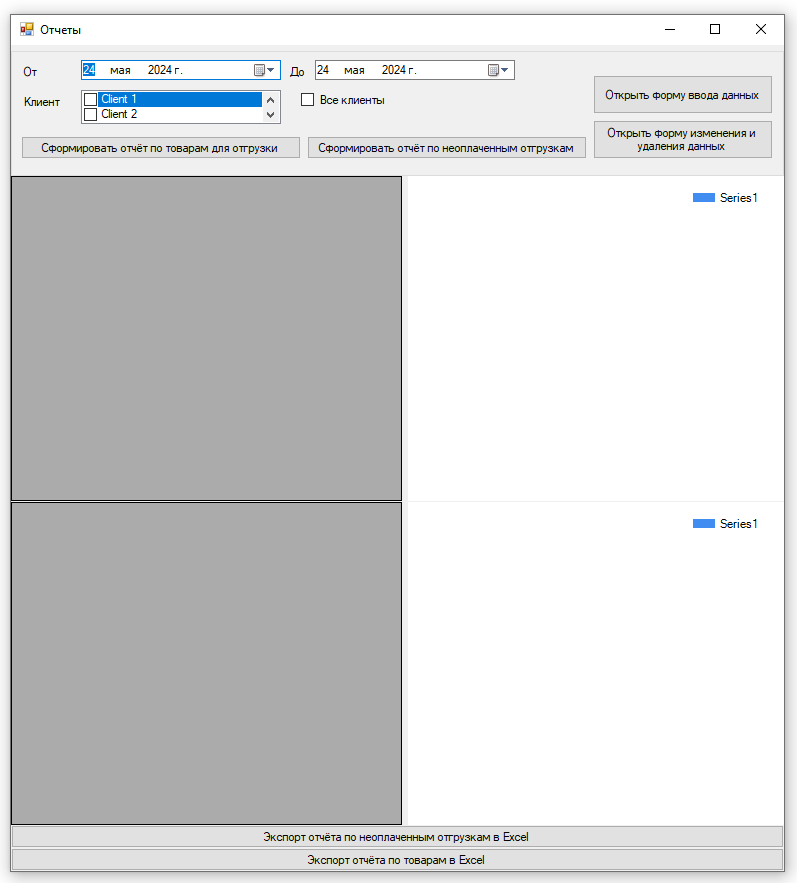 Отчеты
От 24 мая 2024 г. До 24 мая 2024 г.
Клиент Client 1 Все клиенты
Client 2
Открыть форму ввода данных
Открыть форму изменения и
удаления данных
Сформировать отчёт по товарам для отгрузки Сформировать отчёт по неоплаченным отгрузкам
Series1
Series1
Экспорт отчёта по неоплаченным отгрузкам в Excel
Экспорт отчёта по товарам в Excel